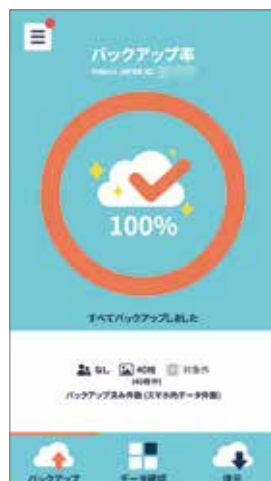 バックアップ率
100%
すべてバックアップしました
なし 40枚 対象外
(40枚中)
バックアップ済み件数 (スマホ内データ件数)
バックアップ データ確認 復元